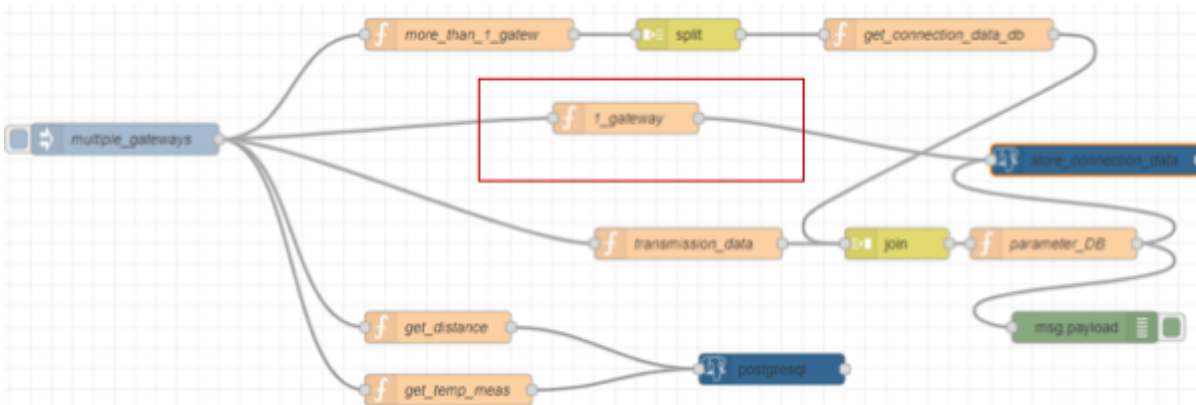 more_than_1_gatew
split
get_connection_data_db
1_gateway
multiple_gateways
store_connection_data
transmission_data
join
parameter_DB
get_distance
msg.payload
postgresql
get_temp_meas